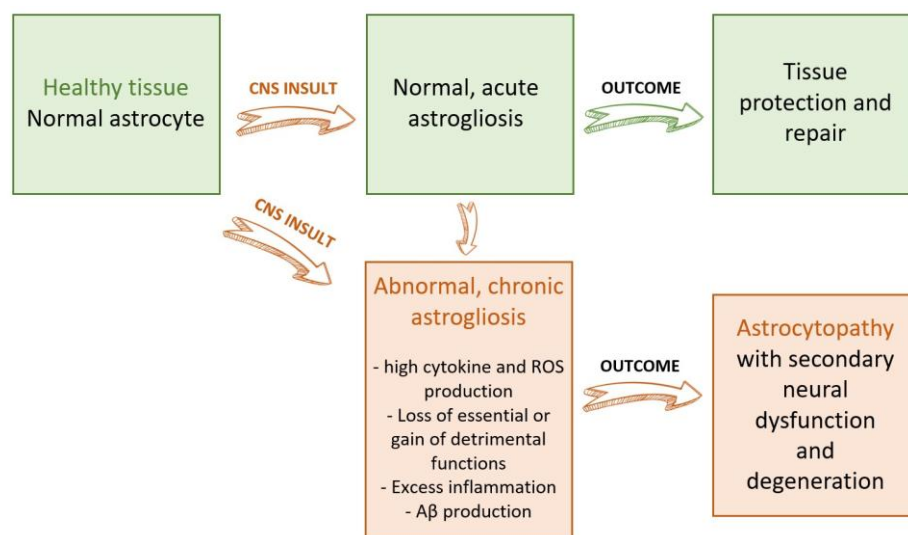 Healthy tissue
Normal astrocyte
CNS INSULT
Normal, acute
astrogliosis
OUTCOME
Tissue
protection and
repair
CNS INSULT
Abnormal, chronic
astrogliosis
- high cytokine and ROS
production
- Loss of essential or
gain of detrimental
functions
- Excess inflammation
- Aβ production
OUTCOME
Astrocytopathy
with secondary
neural
dysfunction
and
degeneration